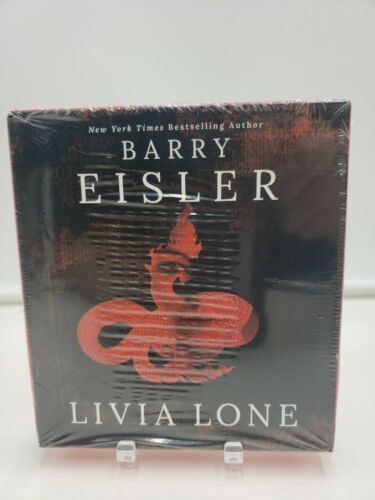 New York Times Bestselling Author
BARRY
EISLER
LIVIA LONE